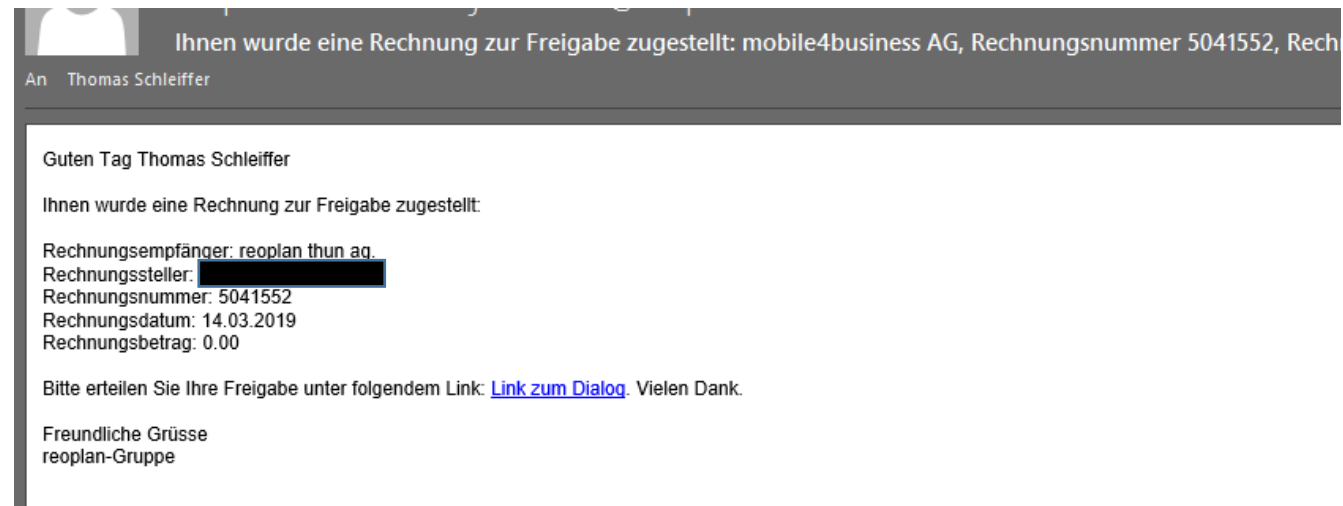 Ihnen wurde eine Rechnung zur Freigabe zugestellt: mobile4business AG, Rechnungsnummer 5041552,
An Thomas Schleiffer
Guten Tag Thomas Schleiffer
Ihnen wurde eine Rechnung zur Freigabe zugestellt:
Rechnungsempfänger: reoplan thun ag.
Rechnungssteller:
Rechnungsnummer: 5041552
Rechnungsdatum: 14.03.2019
Rechnungsbetrag: 0.00
Bitte erteilen Sie Ihre Freigabe unter folgendem Link: Link zum Dialog. Vielen Dank.
Freundliche Grüsse
reoplan-Gruppe